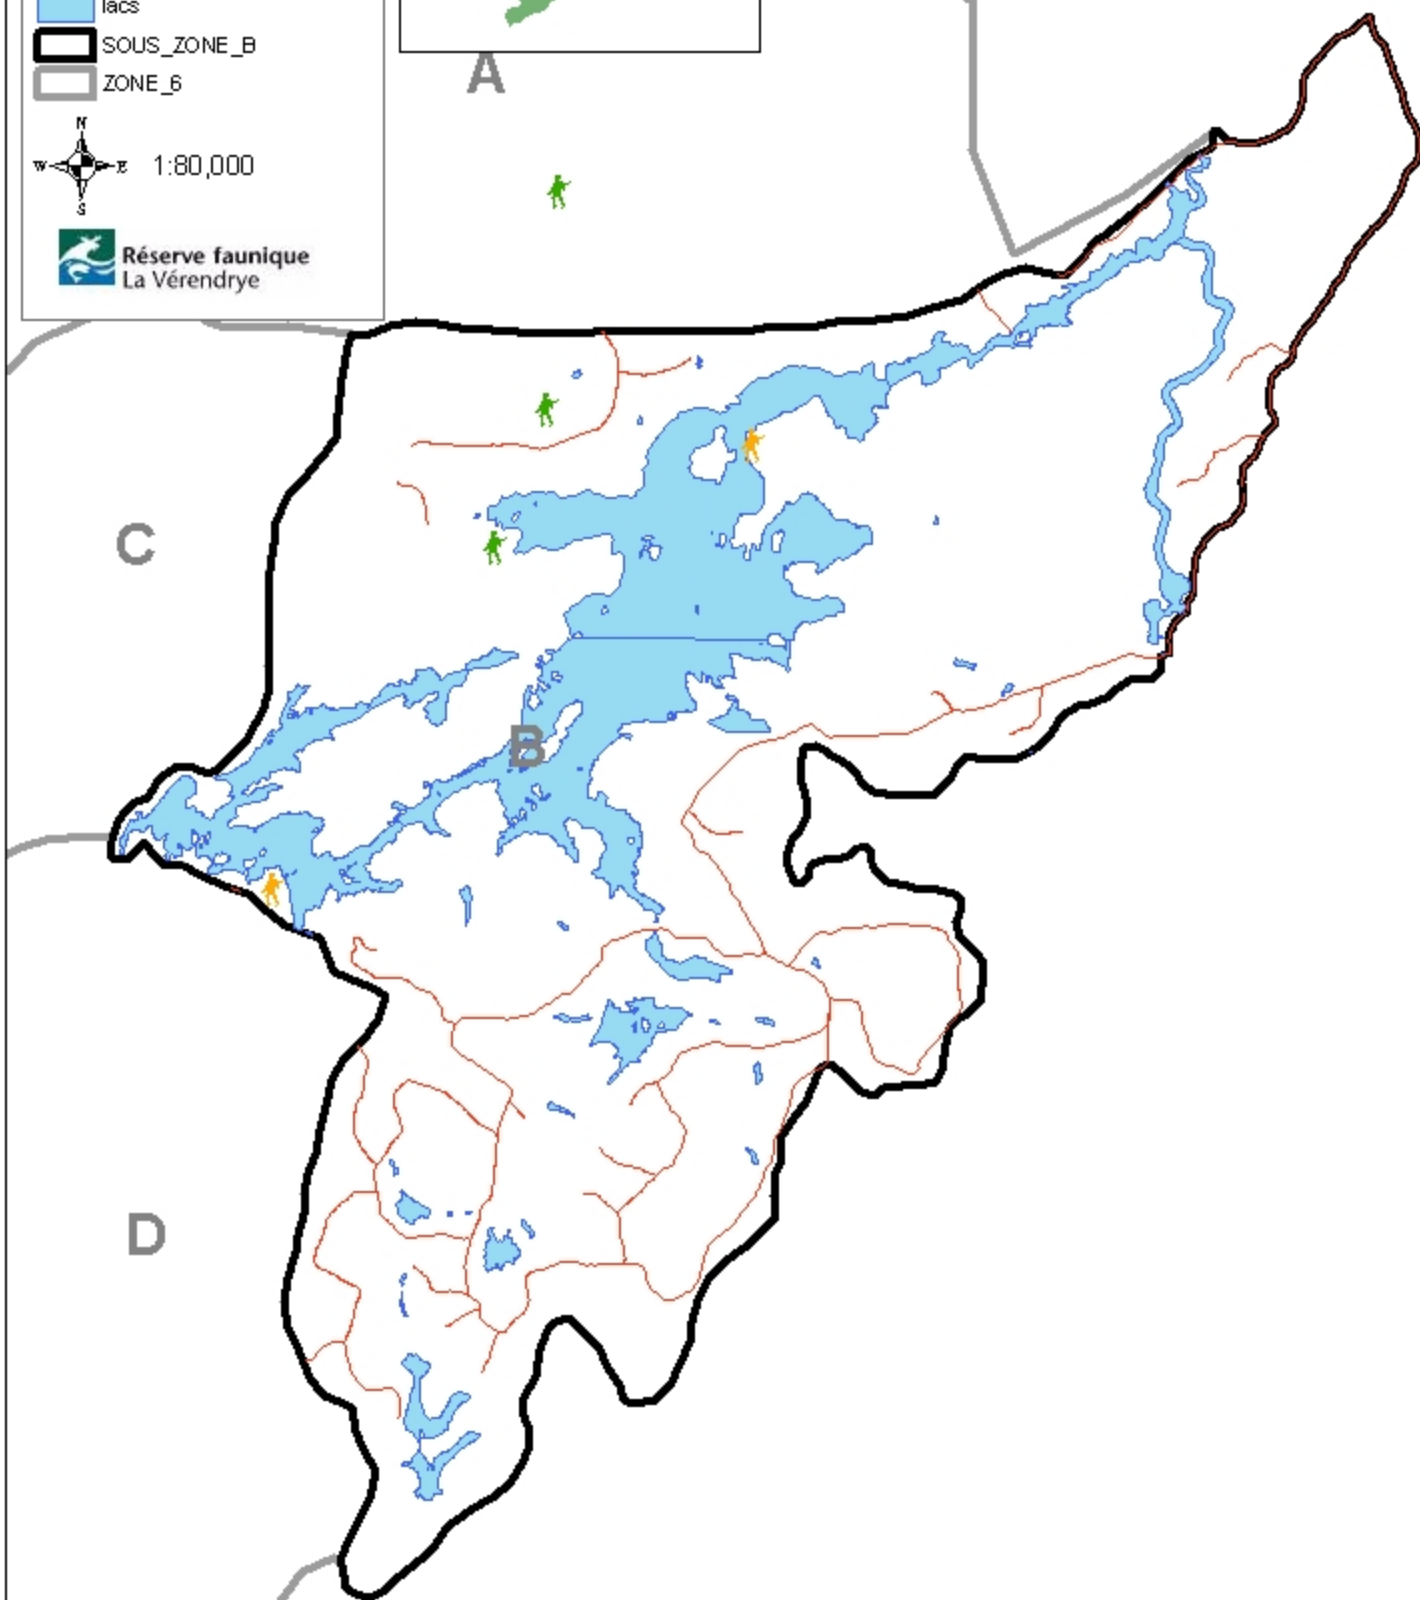 lacs
SOUS_ZONE_B
ZONE_6
N
W E
S
1:80,000
Réserve faunique
La Vérendrye
A
C
B
D